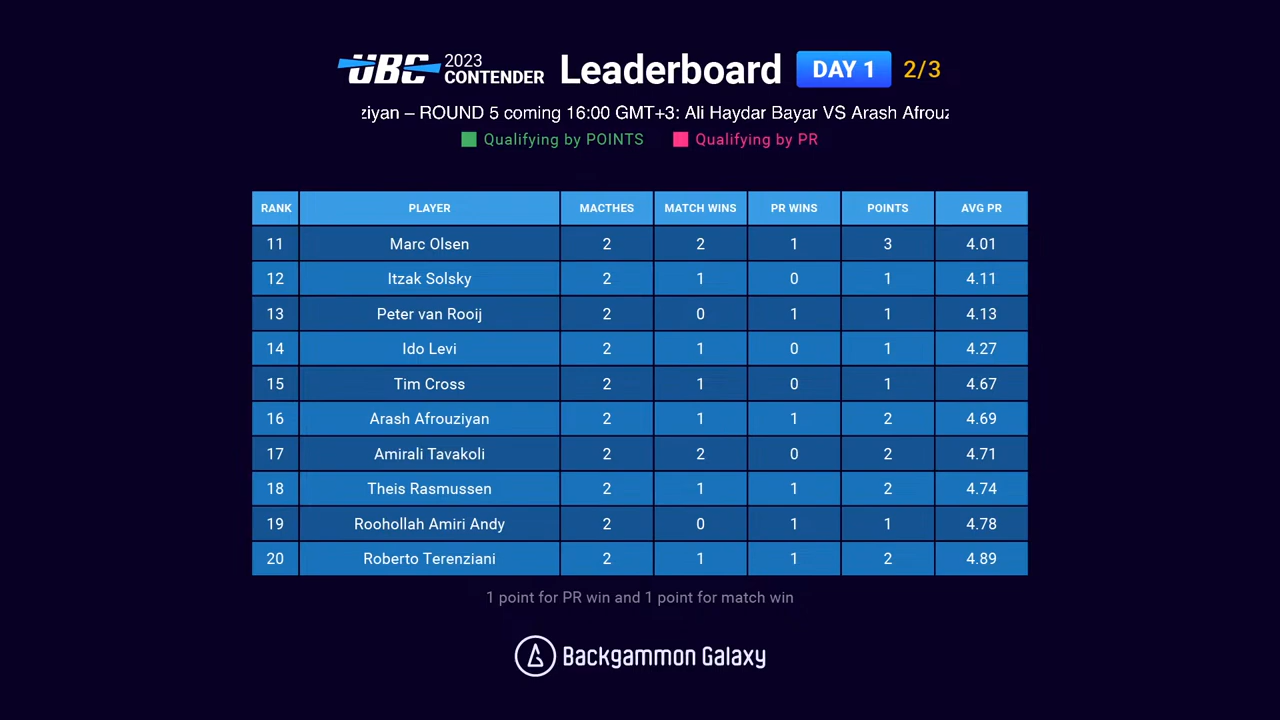 UBC 2023 CONTENDER Leaderboard DAY 1 2/3
ziyan – ROUND 5 coming 16:00 GMT+3: Ali Haydar Bayar VS Arash Afrouz
Qualifying by POINTS Qualifying by PR
RANK PLAYER MACTHES MATCH WINS PR WINS POINTS AVG PR
11 Marc Olsen 2 2 1 3 4.01
12 Itzak Solsky 2 1 0 1 4.11
13 Peter van Rooij 2 0 1 1 4.13
14 Ido Levi 2 1 0 1 4.27
15 Tim Cross 2 1 0 1 4.67
16 Arash Afrouziyan 2 1 1 2 4.69
17 Amirali Tavakoli 2 2 0 2 4.71
18 Theis Rasmussen 2 1 1 2 4.74
19 Roohollah Amiri Andy 2 0 1 1 4.78
20 Roberto Terenziani 2 1 1 2 4.89
1 point for PR win and 1 point for match win
Backgammon Galaxy